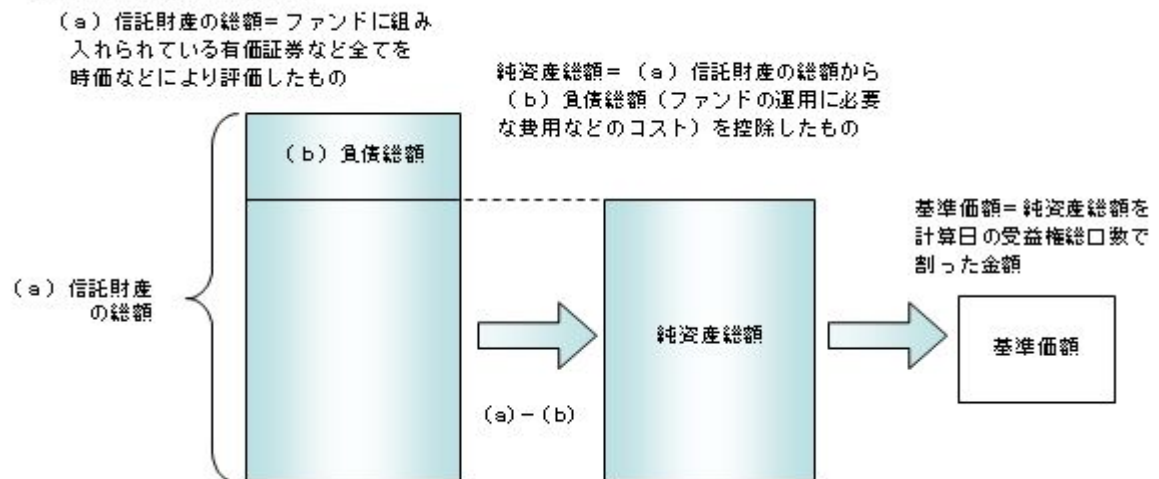 （a）信託財産の総額＝ファンドに組み
入れられている有価証券など全てを
時価などにより評価したもの
純資産総額＝（a）信託財産の総額から
（b）負債総額（ファンドの運用に必要
な費用などのコスト）を控除したもの
（b）負債総額
基準価額＝純資産総額を
計算日の受益権総口数で
割った金額
（a）信託財産
の総額
純資産総額
基準価額
(a)－(b)